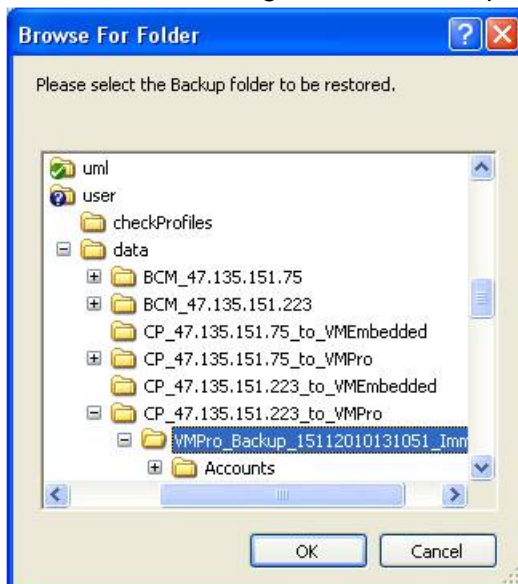 Browse For Folder
Please select the Backup folder to be restored.
uml
user
checkProfiles
data
BCM_47.135.151.75
BCM_47.135.151.223
CP_47.135.151.75_to_VMEmbedded
CP_47.135.151.75_to_VMPro
CP_47.135.151.223_to_VMEmbedded
CP_47.135.151.223_to_VMPro
VMPro_Backup_15112010131051_Imm
Accounts
OK Cancel